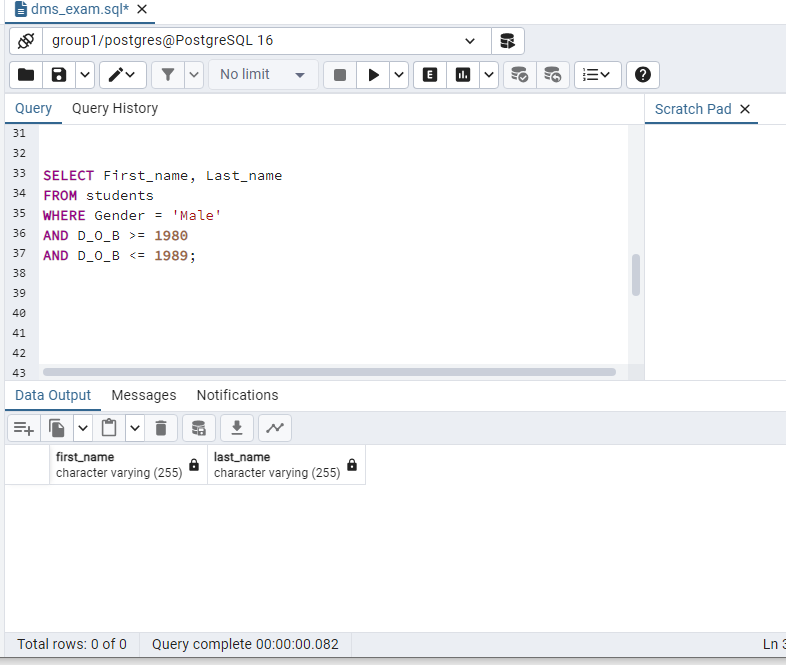 dms_exam.sql*
group1/postgres@PostgreSQL 16
No limit
E
Query Query History
Scratch Pad
31
32
33 SELECT First_name, Last_name
34 FROM students
35 WHERE Gender = 'Male'
36 AND D_O_B >= 1980
37 AND D_O_B <= 1989;
38
39
40
41
42
43
Data Output Messages Notifications
first_name last_name
character varying (255) character varying (255)
Total rows: 0 of 0 Query complete 00:00:00.082 Ln